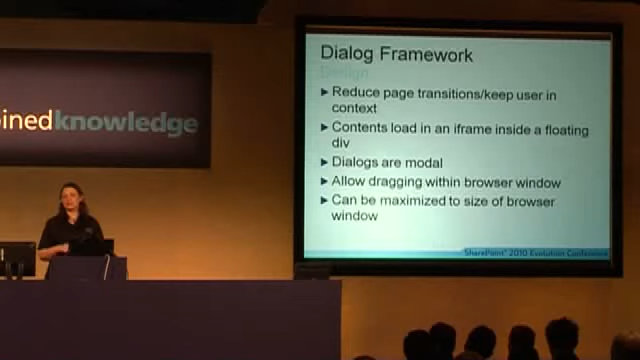 inedknowledge
Dialog Framework
Design
Reduce page transitions/keep user in
context
Contents load in an iframe inside a floating
div
Dialogs are modal
Allow dragging within browser window
Can be maximized to size of browser
window
SharePoint 2010 Evolution Conference